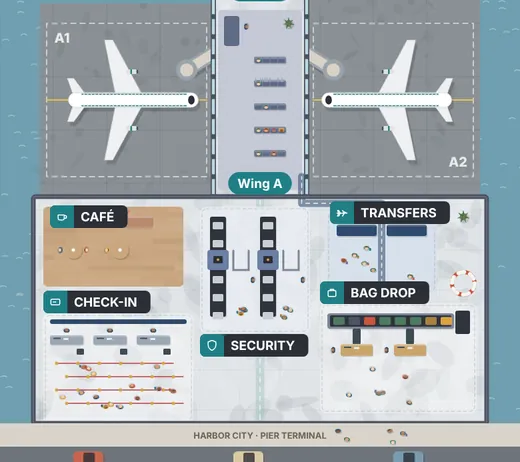 A1
A2
Wing A
CAFÉ
TRANSFERS
CHECK-IN
BAG DROP
SECURITY
HARBOR CITY · PIER TERMINAL